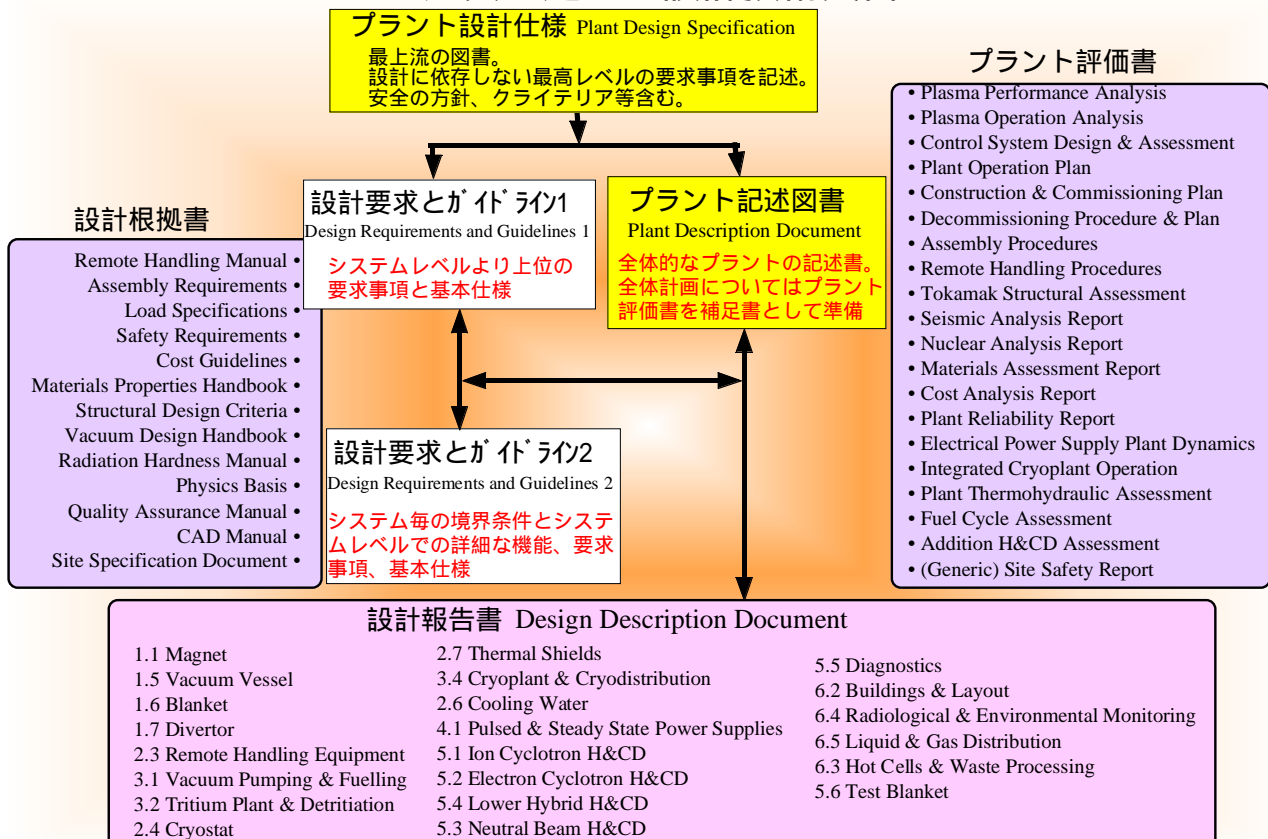 プラント設計仕様 Plant Design Specification
最上流の図書。
設計に依存しない最高レベルの要求事項を記述。
安全の方針、クライテリア等含む。
設計要求とガイドライン1
Design Requirements and Guidelines 1
システムレベルより上位の
要求事項と基本仕様
プラント記述図書
Plant Description Document
全体的なプラントの記述書。
全体計画についてはプラント
評価書を補足書として準備
設計要求とガイドライン2
Design Requirements and Guidelines 2
システム毎の境界条件とシステ
ムレベルでの詳細な機能、要求
事項、基本仕様
設計根拠書
Remote Handling Manual •
Assembly Requirements •
Load Specifications •
Safety Requirements •
Cost Guidelines •
Materials Properties Handbook •
Structural Design Criteria •
Vacuum Design Handbook •
Radiation Hardness Manual •
Physics Basis •
Quality Assurance Manual •
CAD Manual •
Site Specification Document •
プラント評価書
• Plasma Performance Analysis
• Plasma Operation Analysis
• Control System Design & Assessment
• Plant Operation Plan
• Construction & Commissioning Plan
• Decommissioning Procedure & Plan
• Assembly Procedures
• Remote Handling Procedures
• Tokamak Structural Assessment
• Seismic Analysis Report
• Nuclear Analysis Report
• Materials Assessment Report
• Cost Analysis Report
• Plant Reliability Report
• Electrical Power Supply Plant Dynamics
• Integrated Cryoplant Operation
• Plant Thermohydraulic Assessment
• Fuel Cycle Assessment
• Addition H&CD Assessment
• (Generic) Site Safety Report
設計報告書 Design Description Document
1.1 Magnet
1.5 Vacuum Vessel
1.6 Blanket
1.7 Divertor
2.3 Remote Handling Equipment
3.1 Vacuum Pumping & Fuelling
3.2 Tritium Plant & Detritiation
2.4 Cryostat
2.7 Thermal Shields
3.4 Cryoplant & Cryodistribution
2.6 Cooling Water
4.1 Pulsed & Steady State Power Supplies
5.1 Ion Cyclotron H&CD
5.2 Electron Cyclotron H&CD
5.4 Lower Hybrid H&CD
5.3 Neutral Beam H&CD
5.5 Diagnostics
6.2 Buildings & Layout
6.4 Radiological & Environmental Monitoring
6.5 Liquid & Gas Distribution
6.3 Hot Cells & Waste Processing
5.6 Test Blanket